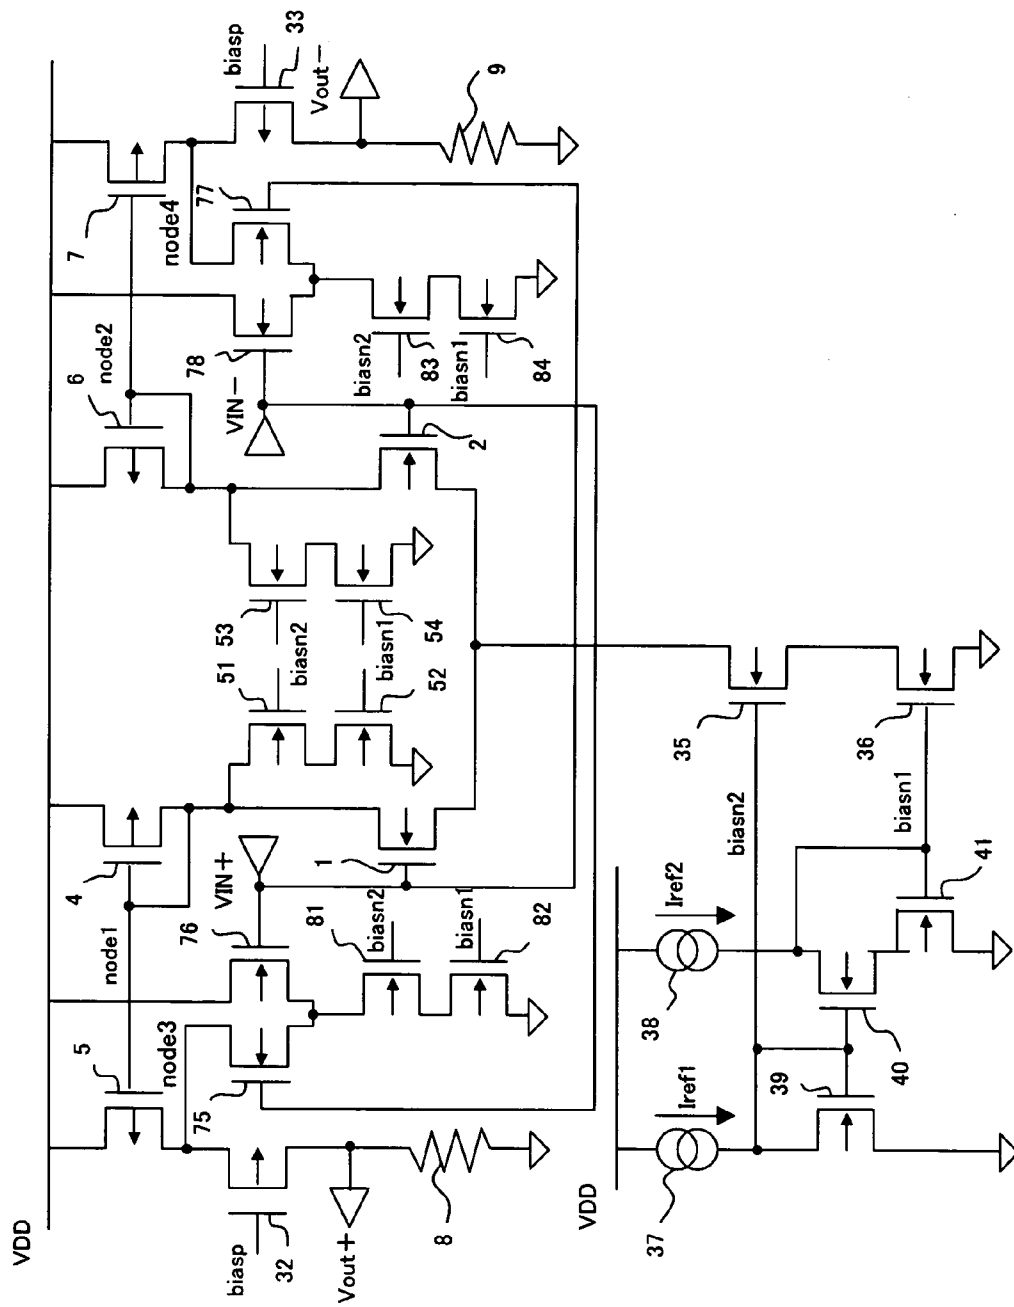 VDD
biasp
32
Vout+
8
5
node3
75
node1
4
VIN+
76
81
biasn2
biasn1
82
1
51
52
biasn2
biasn1
53
54
6
node2
VIN−
78
2
biasn2
83
biasn1
84
7
node4
77
biasp
33
Vout−
9
VDD
37
Iref1
38
Iref2
39
40
41
biasn2
35
biasn1
36